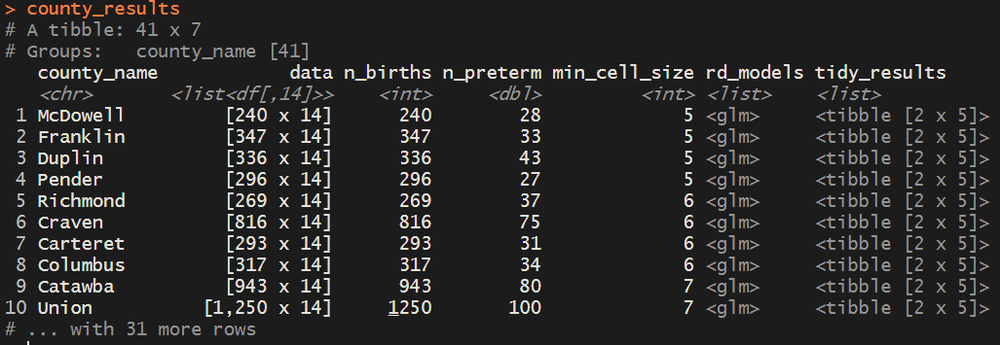 > county_results
# A tibble: 41 x 7
# Groups:   county_name [41]
   county_name            data n_births n_preterm min_cell_size rd_models tidy_results
   <chr>       <list<df[,14]>>    <int>     <dbl>         <int> <list>    <list>
 1 McDowell         [240 x 14]      240        28             5 <glm>     <tibble [2 x 5]>
 2 Franklin         [347 x 14]      347        33             5 <glm>     <tibble [2 x 5]>
 3 Duplin           [336 x 14]      336        43             5 <glm>     <tibble [2 x 5]>
 4 Pender           [296 x 14]      296        27             5 <glm>     <tibble [2 x 5]>
 5 Richmond         [269 x 14]      269        37             6 <glm>     <tibble [2 x 5]>
 6 Craven           [816 x 14]      816        75             6 <glm>     <tibble [2 x 5]>
 7 Carteret         [293 x 14]      293        31             6 <glm>     <tibble [2 x 5]>
 8 Columbus         [317 x 14]      317        34             6 <glm>     <tibble [2 x 5]>
 9 Catawba          [943 x 14]      943        80             7 <glm>     <tibble [2 x 5]>
10 Union          [1,250 x 14]     1250       100             7 <glm>     <tibble [2 x 5]>
# ... with 31 more rows